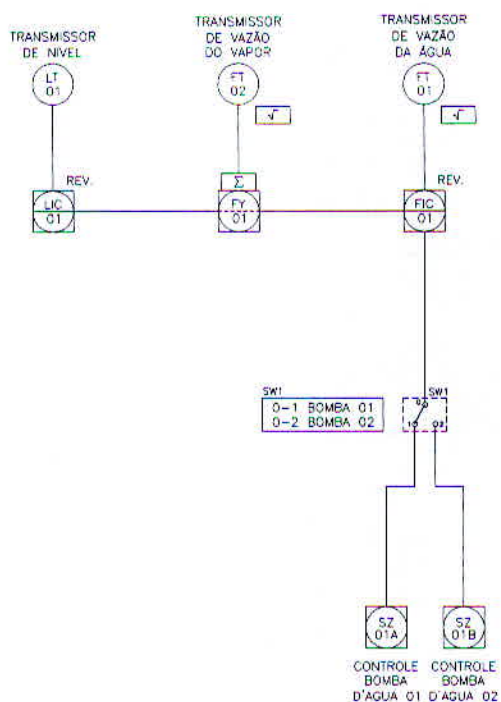 TRANSMISSOR
DE NIVEL
TRANSMISSOR
DE VAZÃO
DO VAPOR
TRANSMISSOR
DE VAZÃO
DA ÁGUA
LT
01
FT
02
FT
01
√
√
REV.
Σ
REV.
LIC
01
FY
01
FIC
01
SW1
SW1
0-1 BOMBA 01
0-2 BOMBA 02
0
1
2
SZ
01A
SZ
01B
CONTROLE
BOMBA
D'AGUA 01
CONTROLE
BOMBA
D'AGUA 02